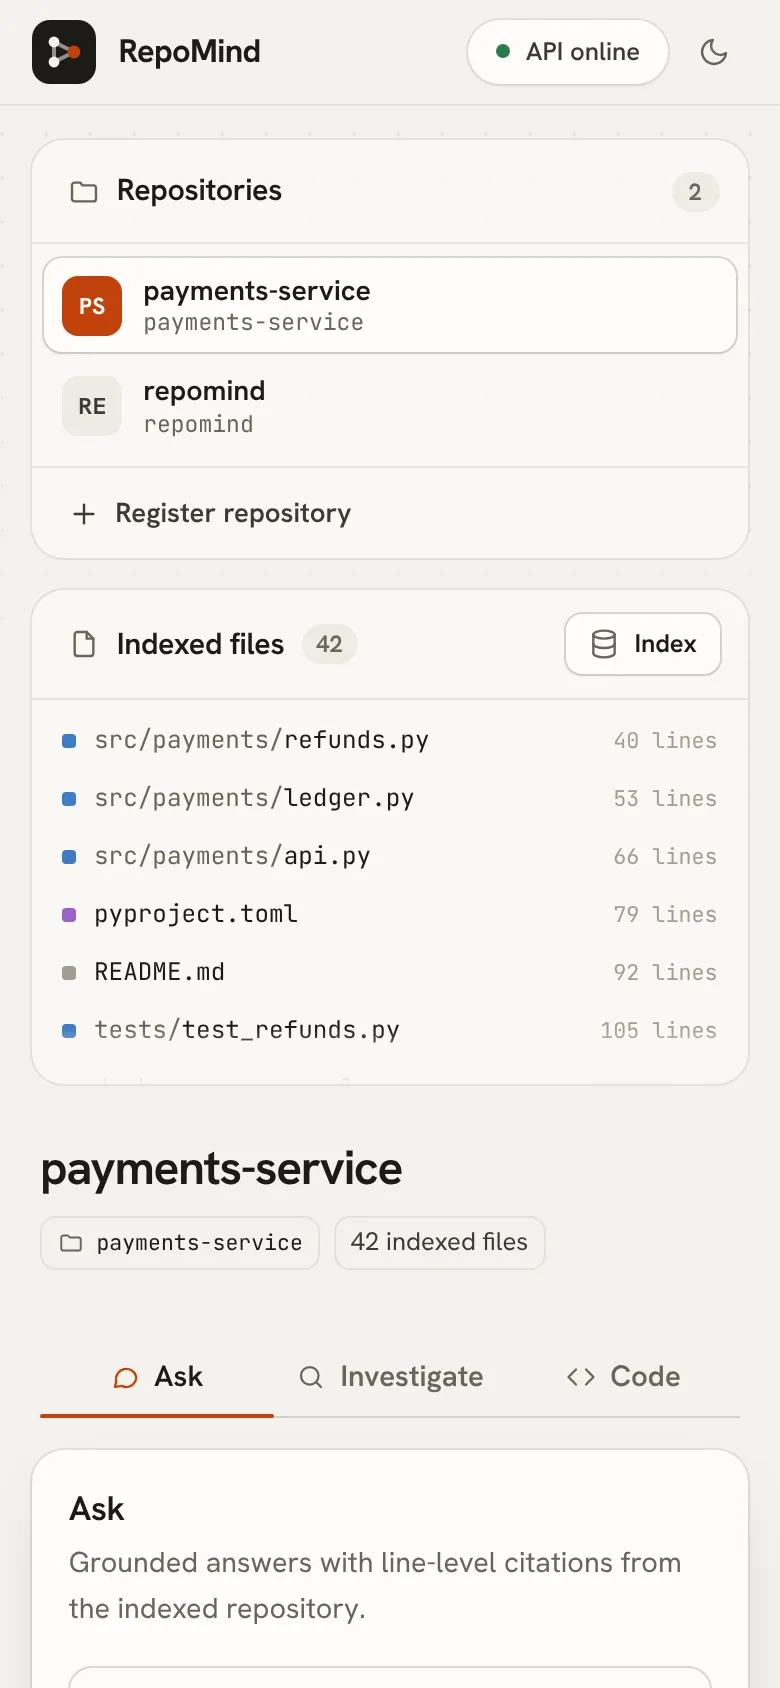 RepoMind
API online
Repositories
2
PS
payments-service
payments-service
RE
repomind
repomind
Register repository
Indexed files 42
Index
src/payments/refunds.py 40 lines
src/payments/ledger.py 53 lines
src/payments/api.py 66 lines
pyproject.toml 79 lines
README.md 92 lines
tests/test_refunds.py 105 lines
payments-service
payments-service
42 indexed files
Ask
Investigate
Code
Ask
Grounded answers with line-level citations from
the indexed repository.